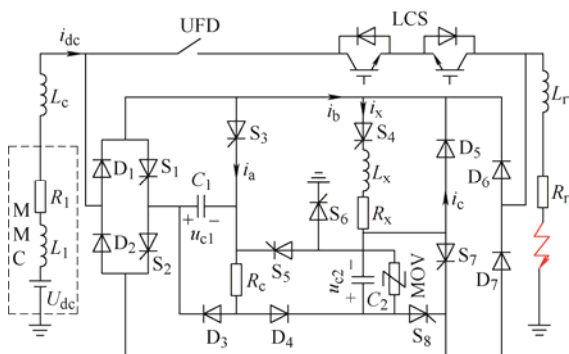 UFD
LCS
i_dc
L_c
L_r
i_b
i_x
S_3
S_4
D_5
D_1
S_1
C_1
i_a
L_x
D_6
R_1
+ −
S_6
R_x
i_c
u_c1
MMC
D_2
S_2
S_5
S_7
R_r
L_1
R_c
u_c2
−
+
C_2
MOV
D_7
U_dc
D_3
D_4
S_8